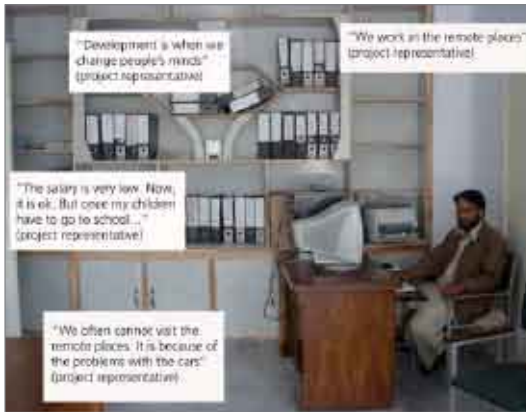 "Development is when we
change people's minds"
(project representative)
"We work in the remote places"
(project representative)
"The salary is very low. Now,
it is ok. But once my children
have to go to school..."
(project representative)
"We often cannot visit the
remote places. It is because of
the problems with the cars"
(project representative)